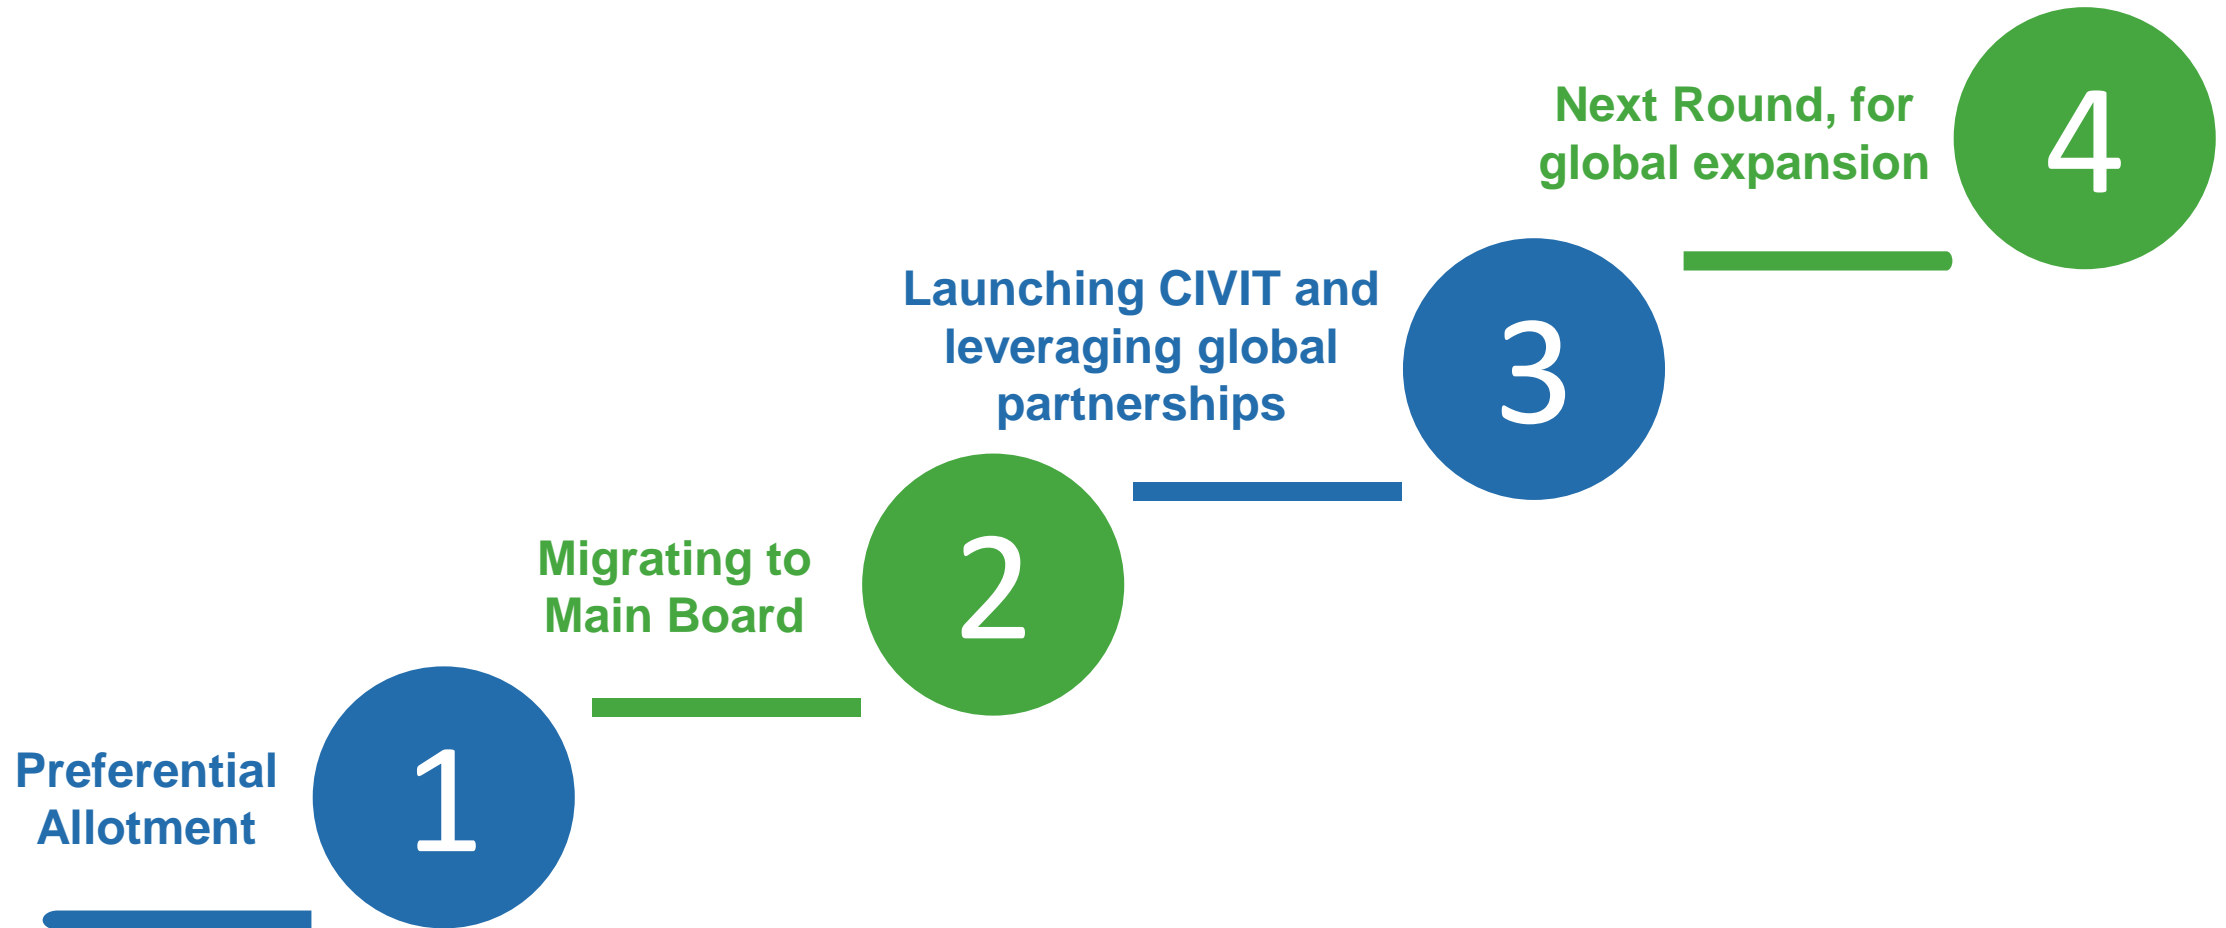 Preferential
Allotment
1
Migrating to
Main Board
2
Launching CIVIT and
leveraging global
partnerships
3
Next Round, for
global expansion
4